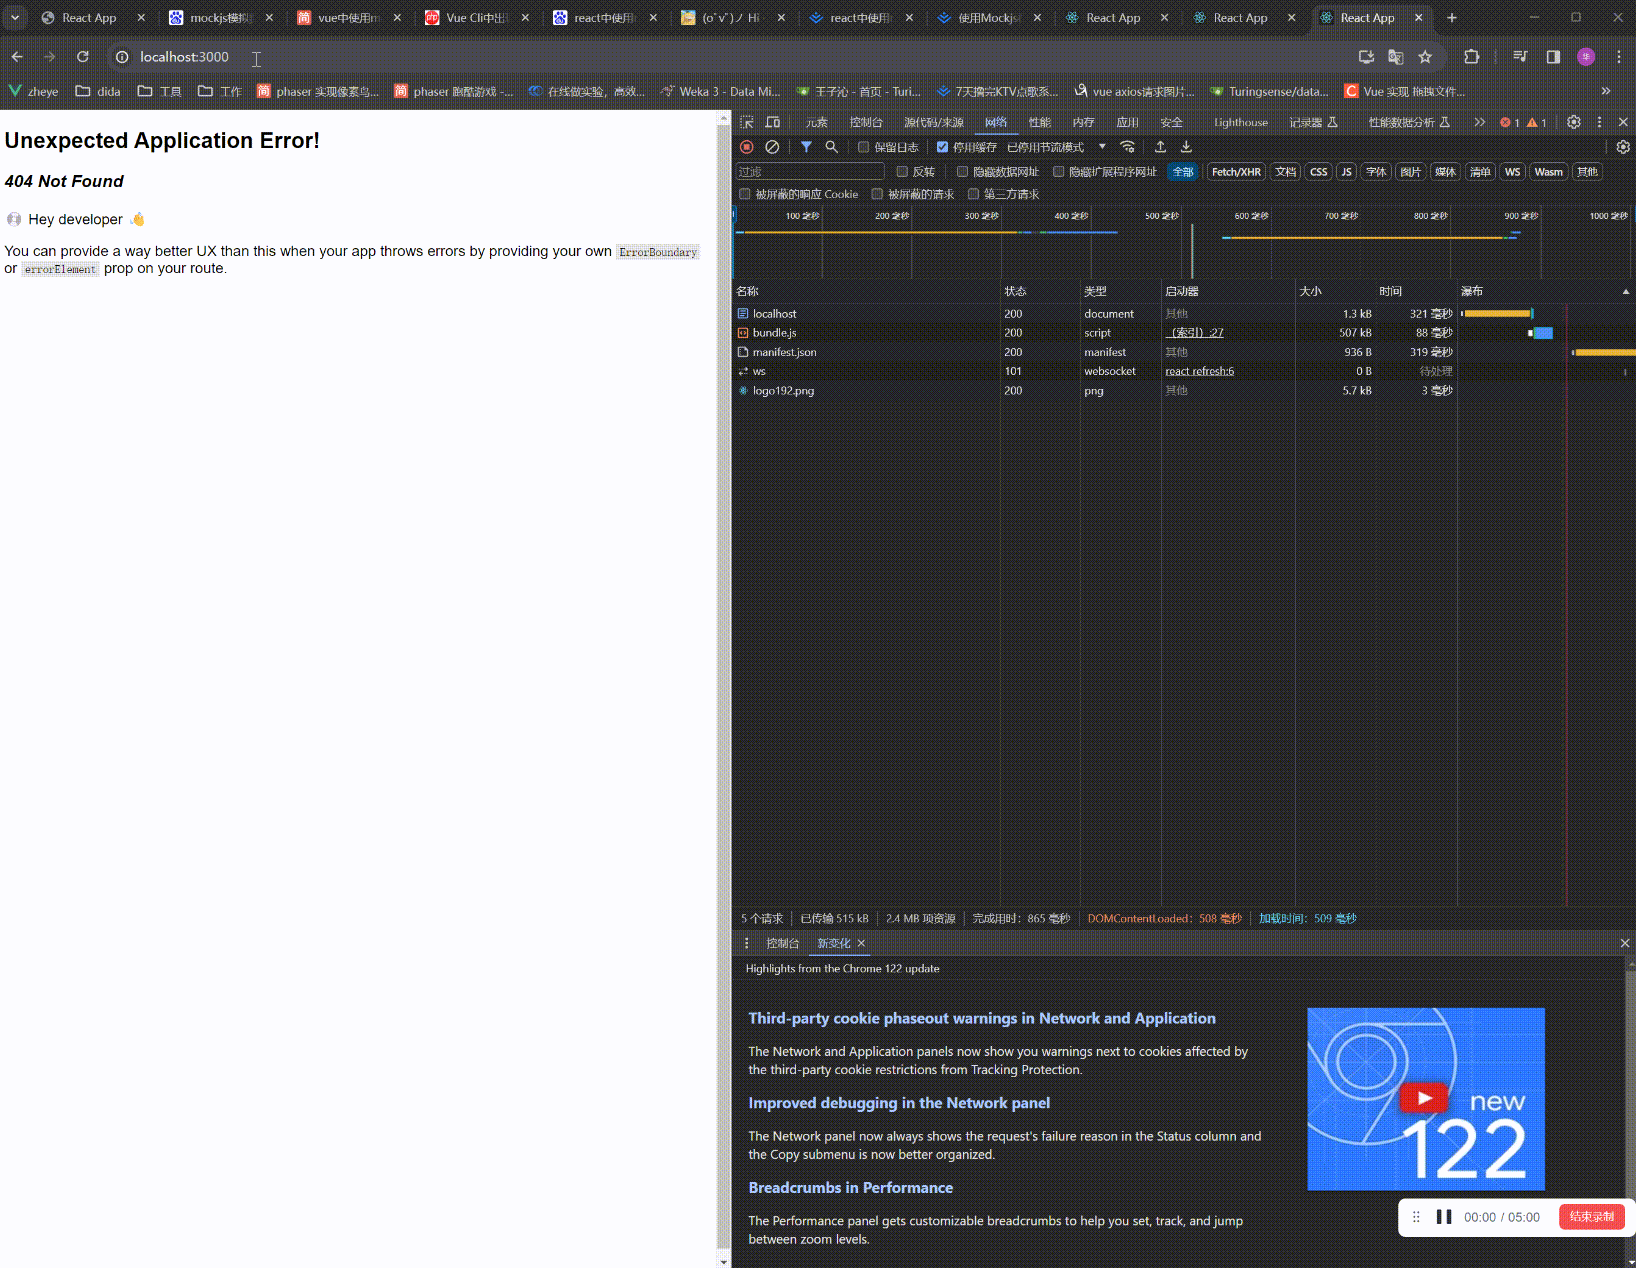 React App
mockjs模拟
vue中使用m
Vue Cli中出
react中使用
(oˇvˇ)ノ Hi
react中使用
使用Mockjs
React App
React App
React App
localhost:3000
zheye
dida
工具
工作
phaser 实现像素鸟...
phaser 跑酷游戏 -...
在线做实验，高效...
Weka 3 - Data Mi...
王子沁 - 首页 - Turi...
7天撸完KTV点歌系...
vue axios请求图片...
Turingsense/data...
Vue 实现 拖拽文件...
Unexpected Application Error!
404 Not Found
Hey developer 👋
You can provide a way better UX than this when your app throws errors by providing your own ErrorBoundary
or errorElement prop on your route.
元素 控制台 源代码/来源 网络 性能 内存 应用 安全 Lighthouse 记录器 性能数据分析 1 1
保留日志 停用缓存 已停用节流模式
过滤 反转 隐藏数据网址 隐藏扩展程序网址 全部 Fetch/XHR 文档 CSS JS 字体 图片 媒体 清单 WS Wasm 其他
被屏蔽的响应 Cookie 被屏蔽的请求 第三方请求
100 毫秒 200 毫秒 300 毫秒 400 毫秒 500 毫秒 600 毫秒 700 毫秒 800 毫秒 900 毫秒 1000 毫秒
名称 状态 类型 启动器 大小 时间 瀑布
localhost 200 document 其他 1.3 kB 321 毫秒
bundle.js 200 script （索引）:27 507 kB 88 毫秒
manifest.json 200 manifest 其他 936 B 319 毫秒
ws 101 websocket react refresh:6 0 B 待处理
logo192.png 200 png 其他 5.7 kB 3 毫秒
5 个请求 已传输 515 kB 2.4 MB 项资源 完成用时：865 毫秒 DOMContentLoaded：508 毫秒 加载时间：509 毫秒
控制台 新变化
Highlights from the Chrome 122 update
Third-party cookie phaseout warnings in Network and Application
The Network and Application panels now show you warnings next to cookies affected by
the third-party cookie restrictions from Tracking Protection.
Improved debugging in the Network panel
The Network panel now always shows the request's failure reason in the Status column and
the Copy submenu is now better organized.
Breadcrumbs in Performance
The Performance panel gets customizable breadcrumbs to help you set, track, and jump
between zoom levels.
new
122
00:00 / 05:00
结束录制